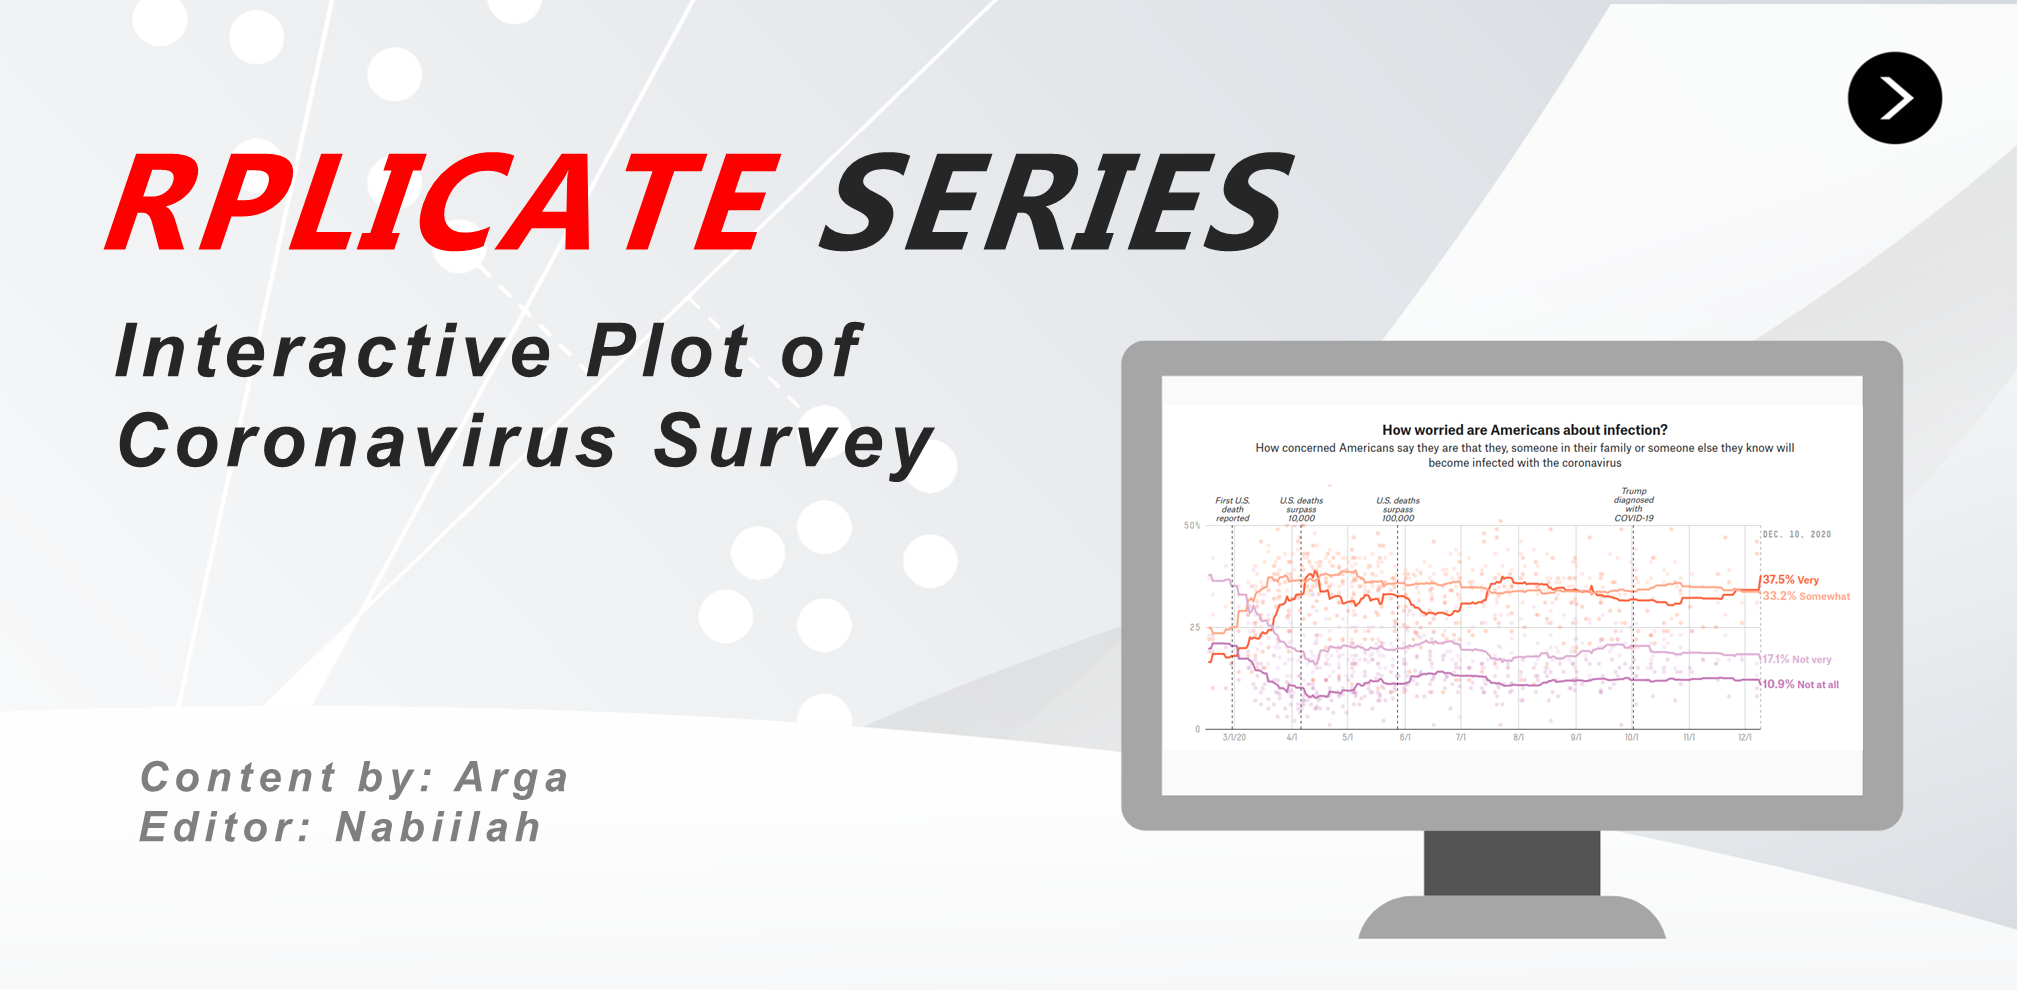 RPLICATE SERIES
Interactive Plot of
Coronavirus Survey
Content by: Arga
Editor: Nabiilah
How worried are Americans about infection?
How concerned Americans say they are that they, someone in their family or someone else they know will
become infected with the coronavirus
First U.S.
death
reported
U.S. deaths
surpass
10,000
U.S. deaths
surpass
100,000
Trump
diagnosed
with
COVID-19
50%
25
0
DEC. 10, 2020
37.5% Very
33.2% Somewhat
17.1% Not very
10.9% Not at all
3/1/20 4/1 5/1 6/1 7/1 8/1 9/1 10/1 11/1 12/1